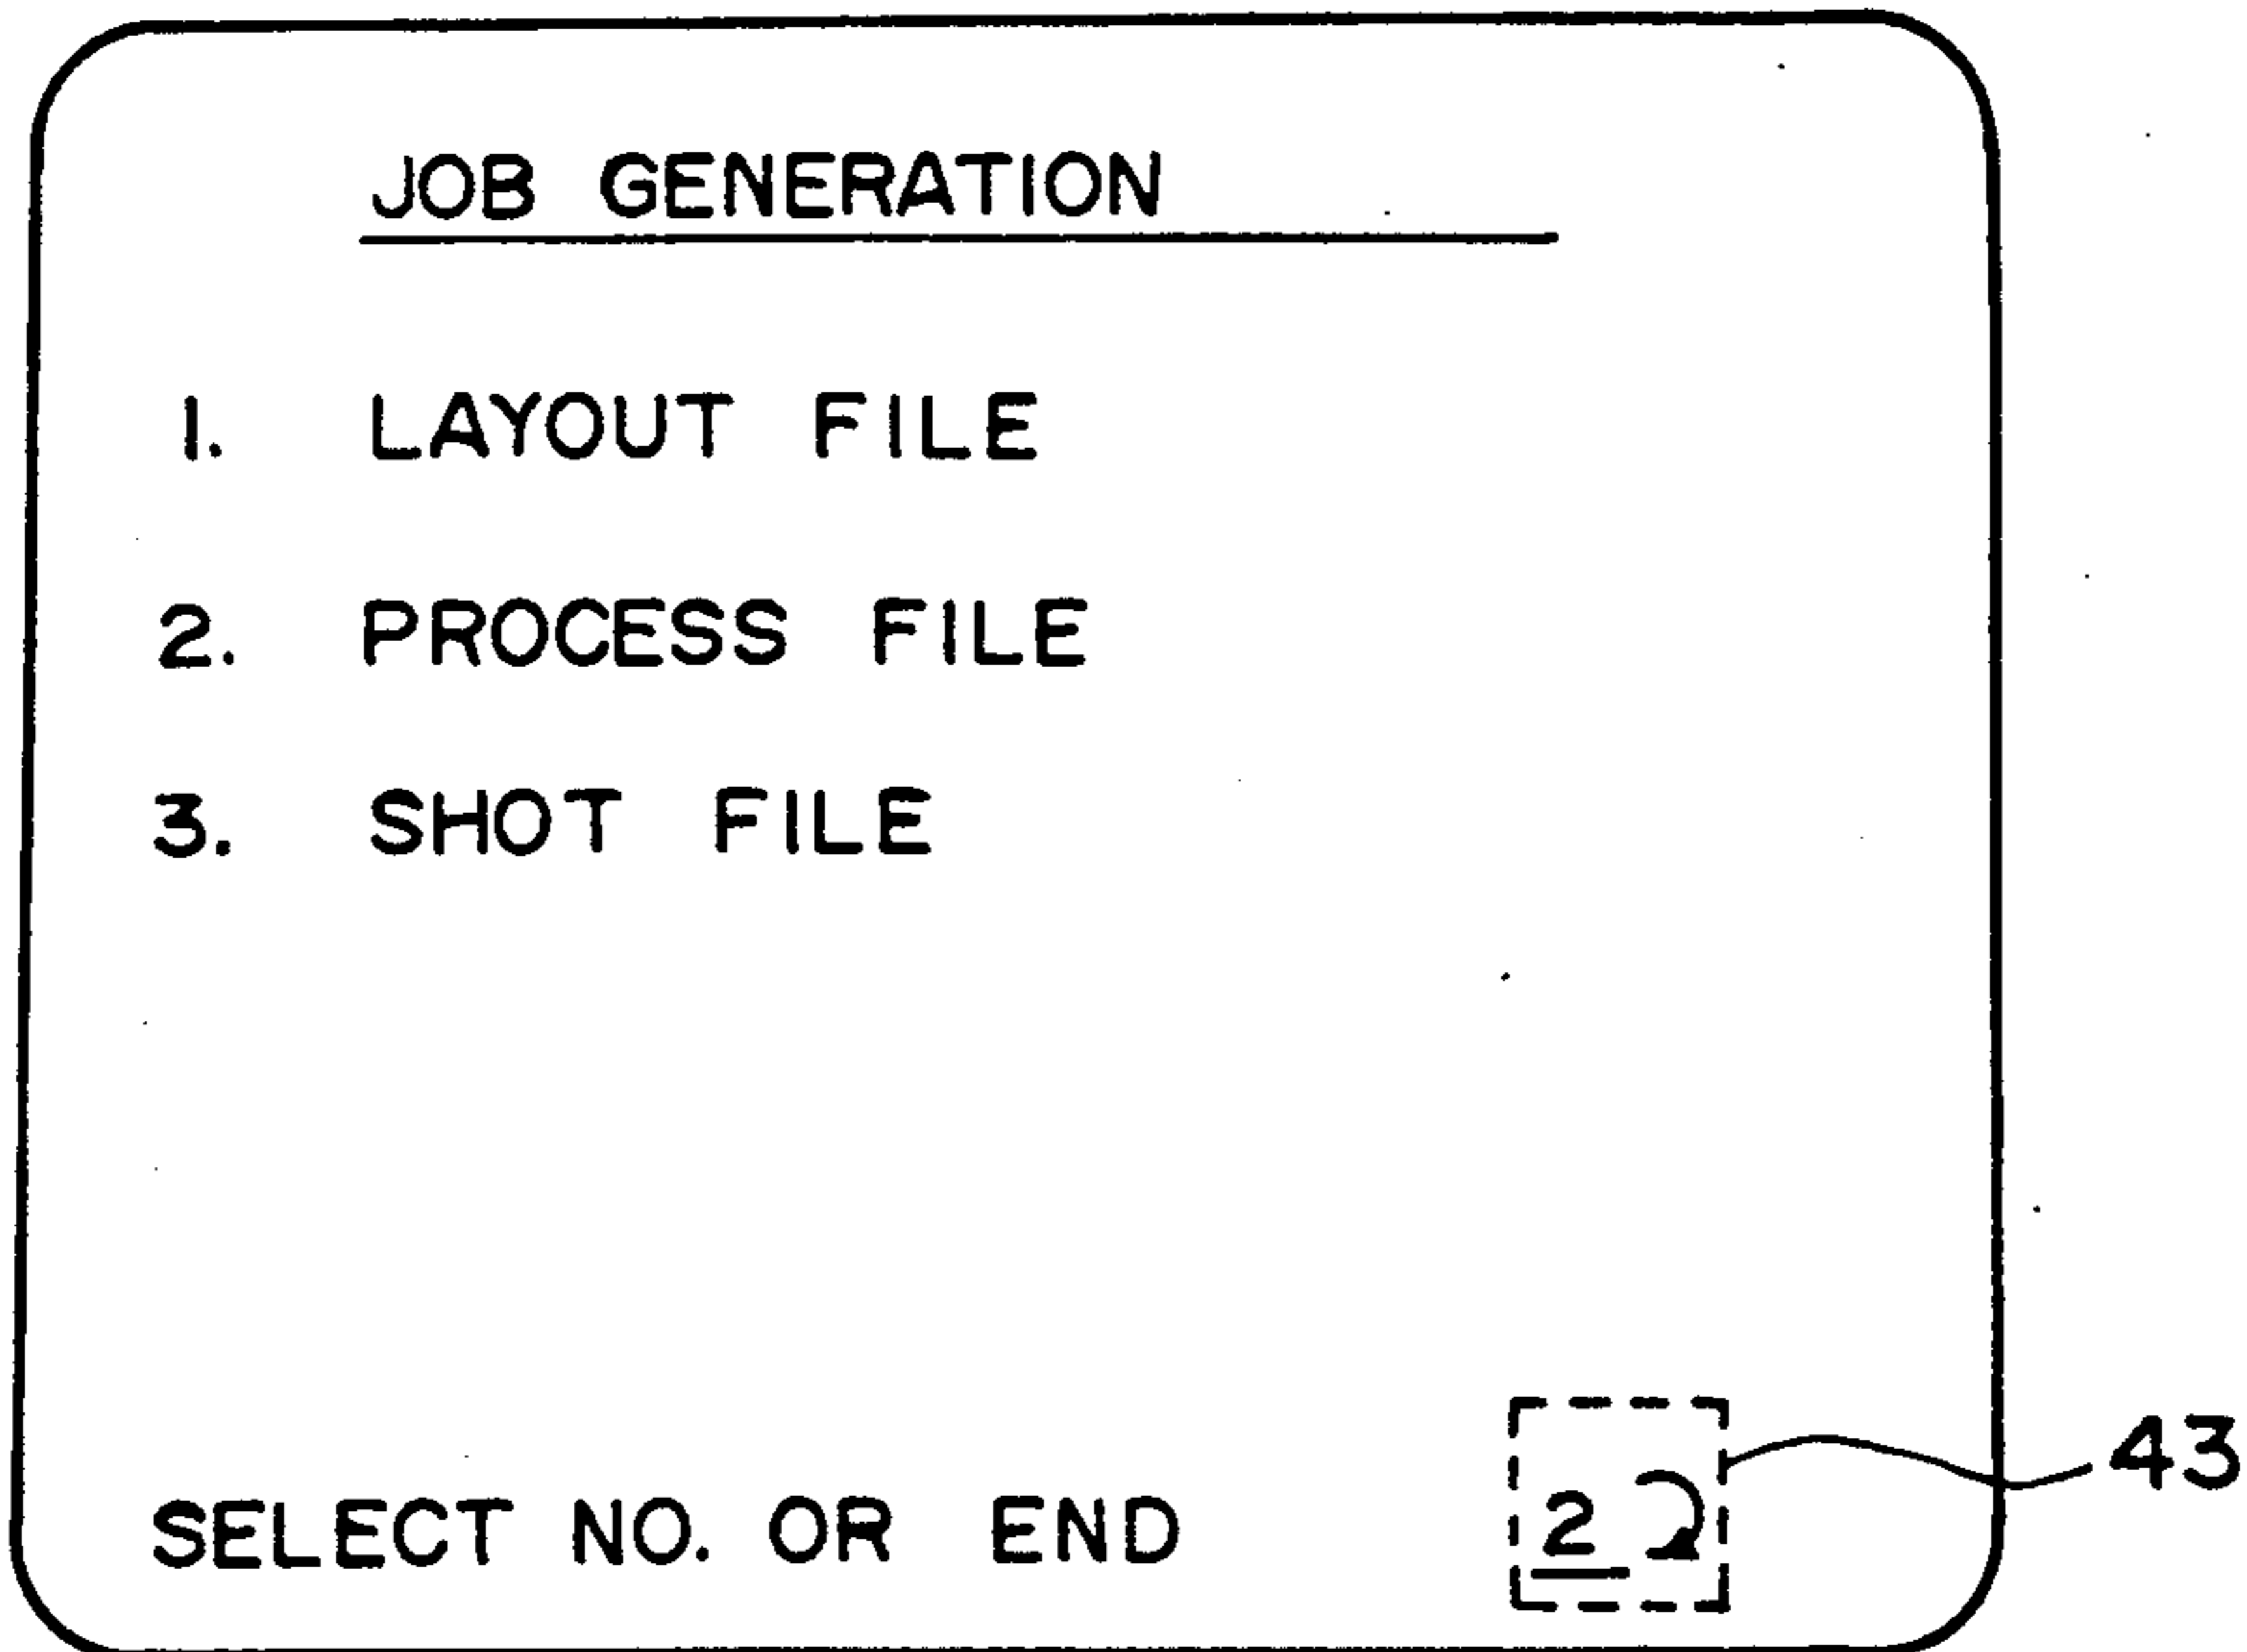 JOB GENERATION
1. LAYOUT FILE
2. PROCESS FILE
3. SHOT FILE
SELECT NO. OR END 2
43